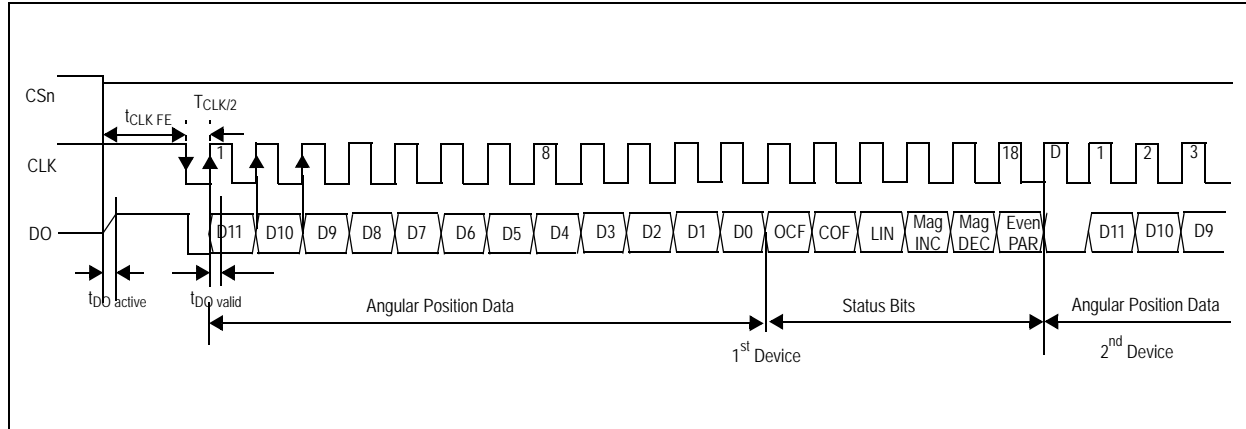 CSn
tCLK FE
TCLK/2
CLK
1
8
18
D
1
2
3
DO
D11
D10
D9
D8
D7
D6
D5
D4
D3
D2
D1
D0
OCF
COF
LIN
Mag
INC
Mag
DEC
Even
PAR
D11
D10
D9
tDO active
tDO valid
Angular Position Data
Status Bits
Angular Position Data
1st Device
2nd Device